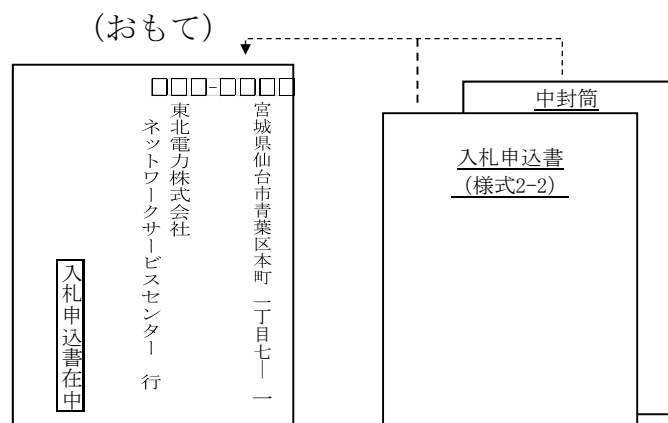 (おもて)
□□□-□□□□
宮城県仙台市青葉区本町 一丁目七― 一
東北電力株式会社
ネットワークサービスセンター 行
入札申込書在中
中封筒
入札申込書
(様式2-2)